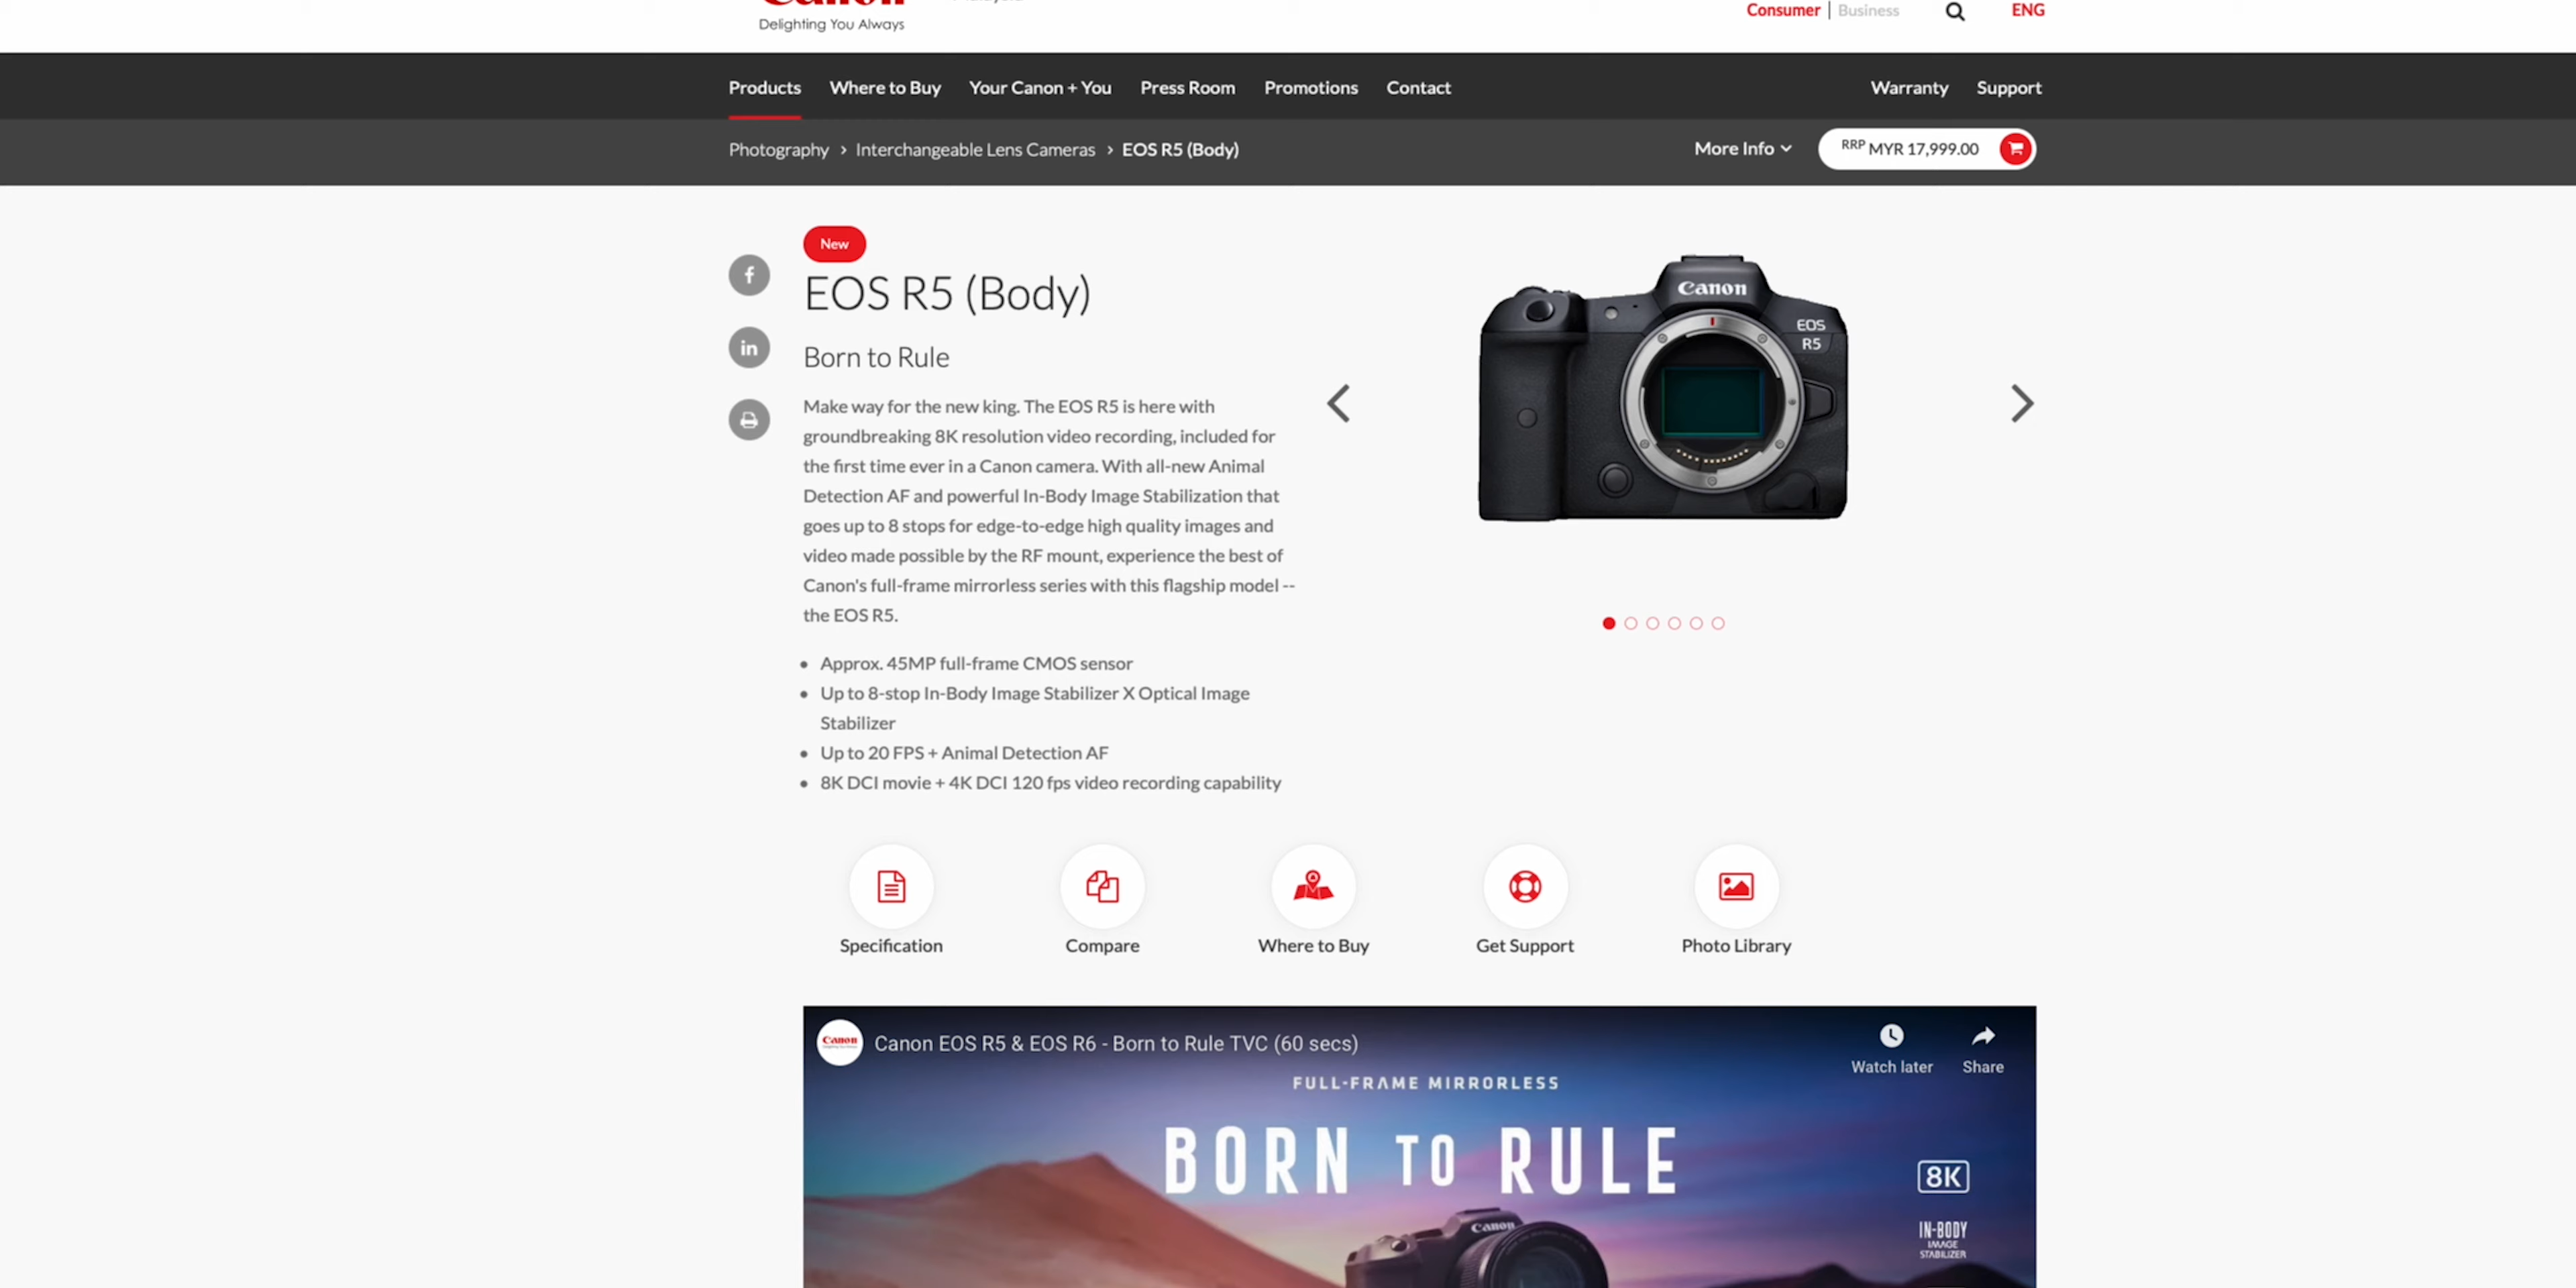 Canon
Delighting You Always
Consumer | Business
ENG
Products Where to Buy Your Canon + You Press Room Promotions Contact Warranty Support
Photography > Interchangeable Lens Cameras > EOS R5 (Body)
More Info
RRP MYR 17,999.00
New
EOS R5 (Body)
Born to Rule
Make way for the new king. The EOS R5 is here with
groundbreaking 8K resolution video recording, included for
the first time ever in a Canon camera. With all-new Animal
Detection AF and powerful In-Body Image Stabilization that
goes up to 8 stops for edge-to-edge high quality images and
video made possible by the RF mount, experience the best of
Canon's full-frame mirrorless series with this flagship model --
the EOS R5.
• Approx. 45MP full-frame CMOS sensor
• Up to 8-stop In-Body Image Stabilizer X Optical Image
Stabilizer
• Up to 20 FPS + Animal Detection AF
• 8K DCI movie + 4K DCI 120 fps video recording capability
f
in
Canon
EOS
R5
Specification Compare Where to Buy Get Support Photo Library
Canon
Canon EOS R5 & EOS R6 - Born to Rule TVC (60 secs)
Watch later Share
FULL-FRAME MIRRORLESS
BORN TO RULE
8K
IN-BODY
IMAGE
STABILIZER
Canon